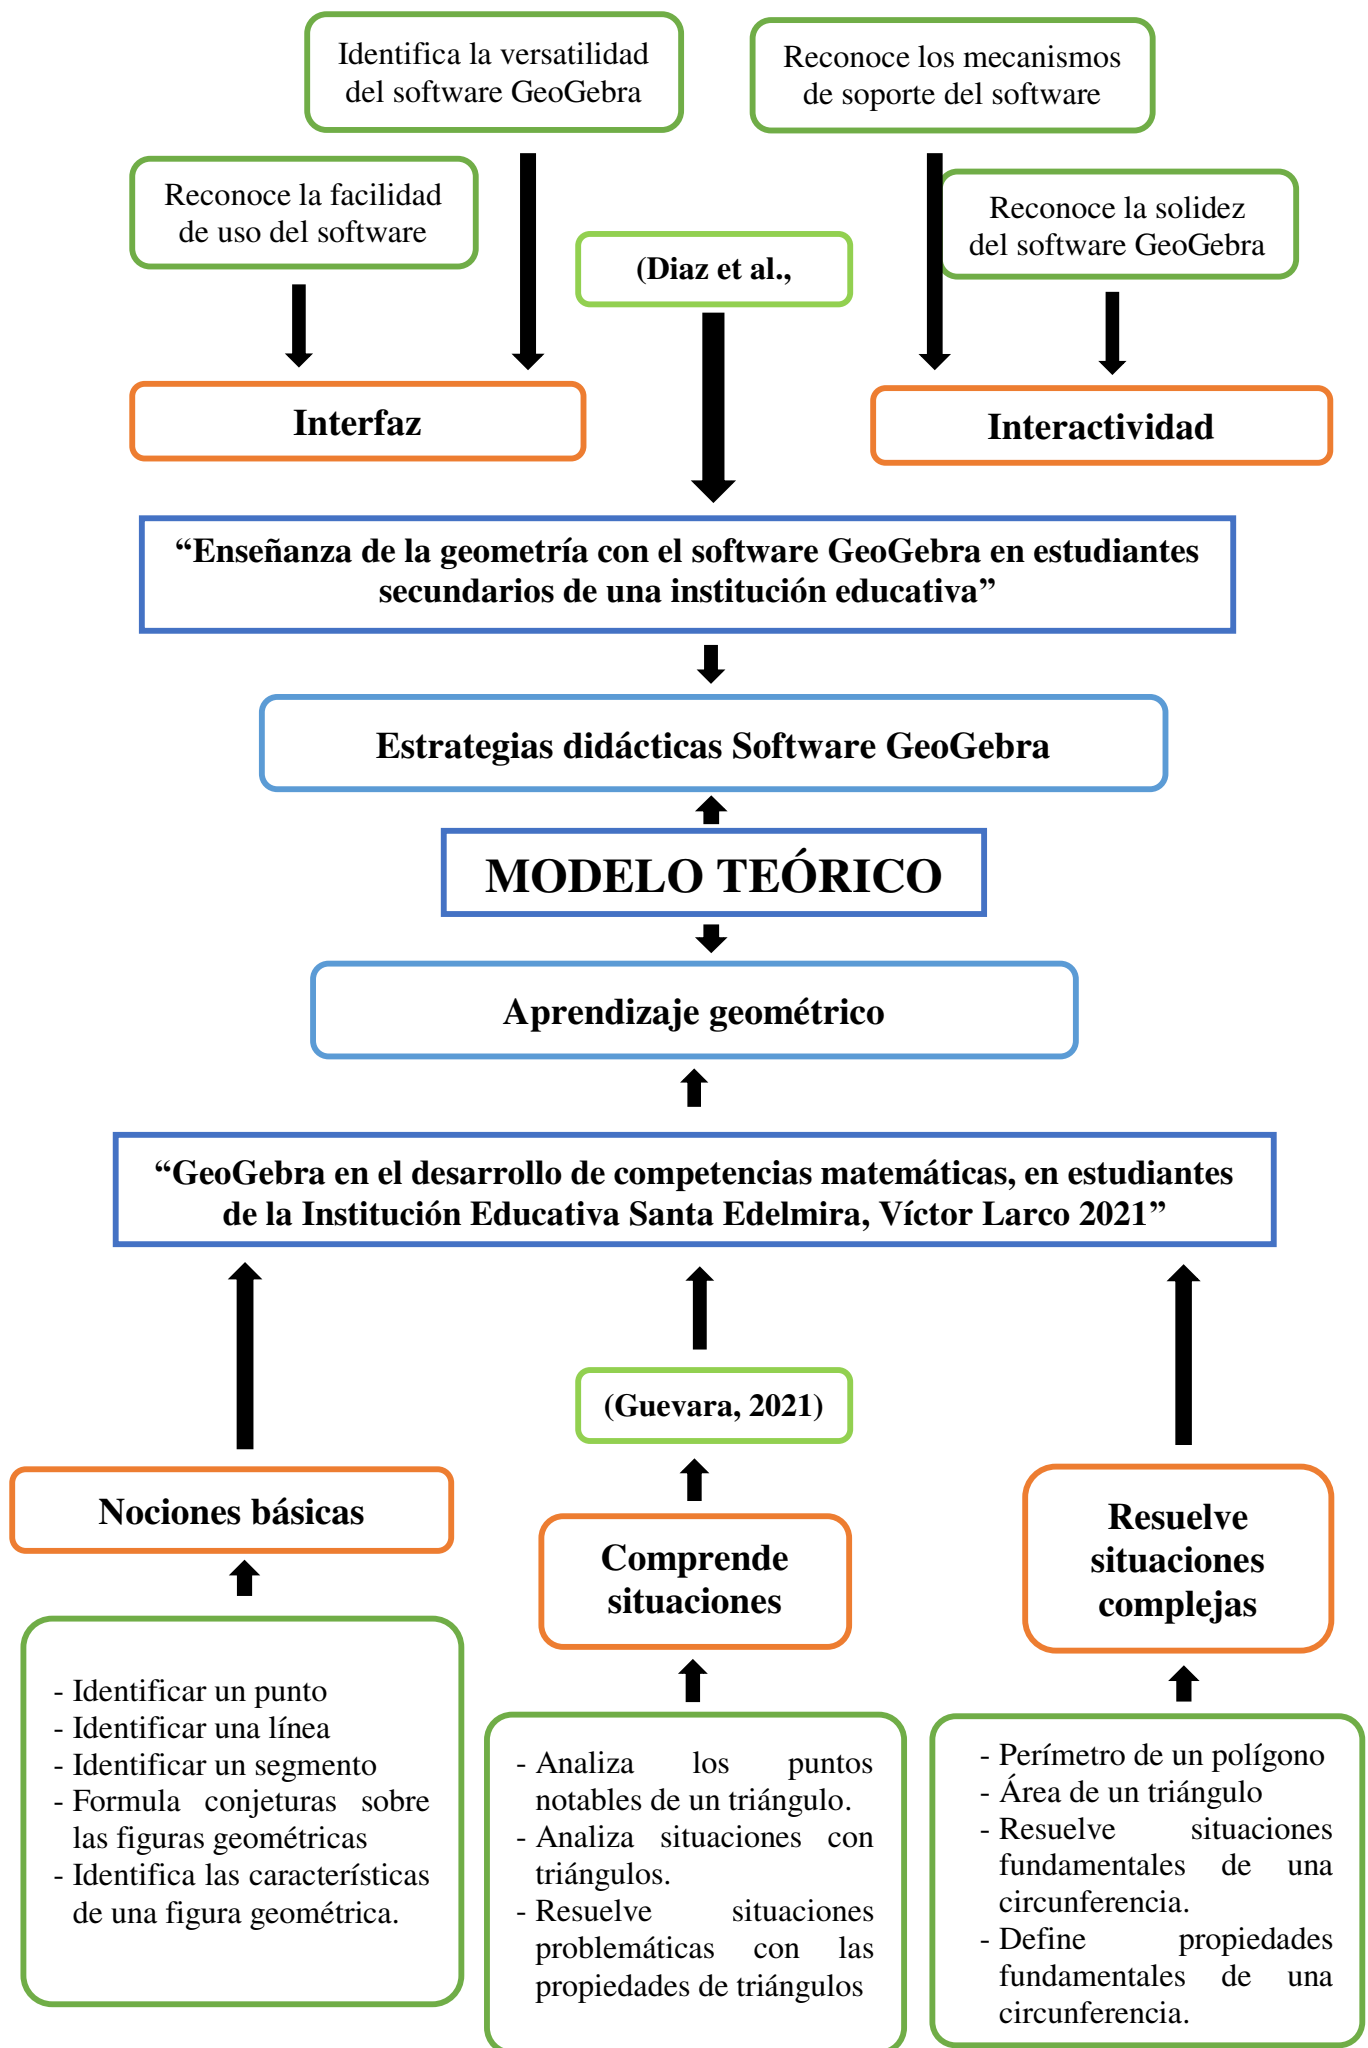 Identifica la versatilidad
del software GeoGebra
Reconoce los mecanismos
de soporte del software
Reconoce la facilidad
de uso del software
Reconoce la solidez
del software GeoGebra
(Diaz et al.,
Interfaz
Interactividad
“Enseñanza de la geometría con el software GeoGebra en estudiantes
secundarios de una institución educativa”
Estrategias didácticas Software GeoGebra
MODELO TEÓRICO
Aprendizaje geométrico
“GeoGebra en el desarrollo de competencias matemáticas, en estudiantes
de la Institución Educativa Santa Edelmira, Víctor Larco 2021”
(Guevara, 2021)
Nociones básicas
Comprende
situaciones
Resuelve
situaciones
complejas
- Identificar un punto
- Identificar una línea
- Identificar un segmento
- Formula conjeturas sobre
las figuras geométricas
- Identifica las características
de una figura geométrica.
- Analiza los puntos
notables de un triángulo.
- Analiza situaciones con
triángulos.
- Resuelve situaciones
problemáticas con las
propiedades de triángulos
- Perímetro de un polígono
- Área de un triángulo
- Resuelve situaciones
fundamentales de una
circunferencia.
- Define propiedades
fundamentales de una
circunferencia.